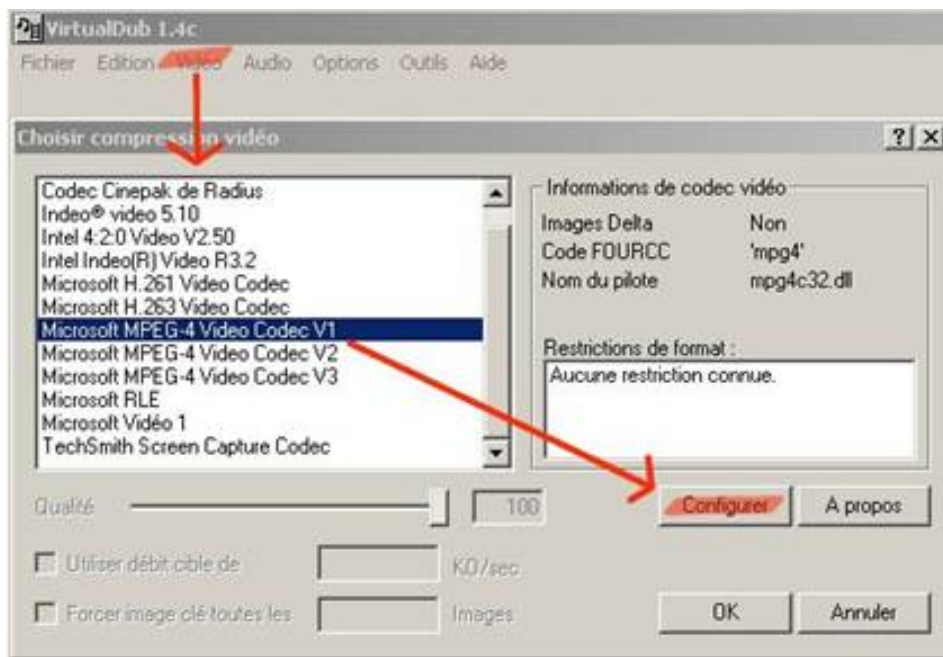 VirtualDub 1.4c
Fichier Edition Vidéo Audio Options Outils Aide
Choisir compression vidéo
Codec Cinepak de Radius
Indeo® video 5.10
Intel 4:2:0 Video V2.50
Intel Indeo(R) Video R3.2
Microsoft H.261 Video Codec
Microsoft H.263 Video Codec
Microsoft MPEG-4 Video Codec V1
Microsoft MPEG-4 Video Codec V2
Microsoft MPEG-4 Video Codec V3
Microsoft RLE
Microsoft Vidéo 1
TechSmith Screen Capture Codec
Informations de codec vidéo
Images Delta Non
Code FOURCC 'mpg4'
Nom du pilote mpg4c32.dll
Restrictions de format :
Aucune restriction connue.
Qualité 100
Configurer A propos
Utiliser débit cible de KO/sec
Forcer image clé toutes les Images
OK Annuler